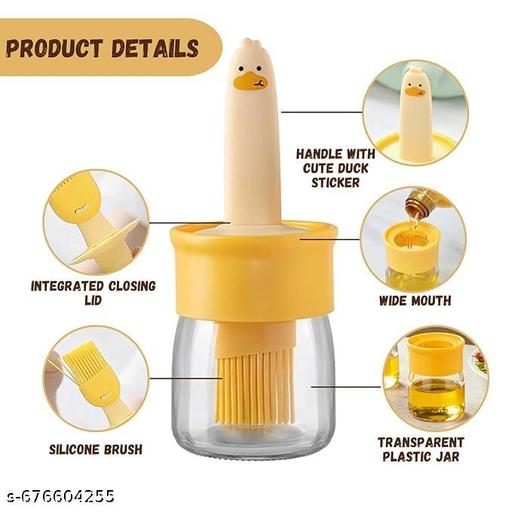 PRODUCT DETAILS
HANDLE WITH
CUTE DUCK
STICKER
INTEGRATED CLOSING
LID
WIDE MOUTH
SILICONE BRUSH
TRANSPARENT
PLASTIC JAR
s-676604255